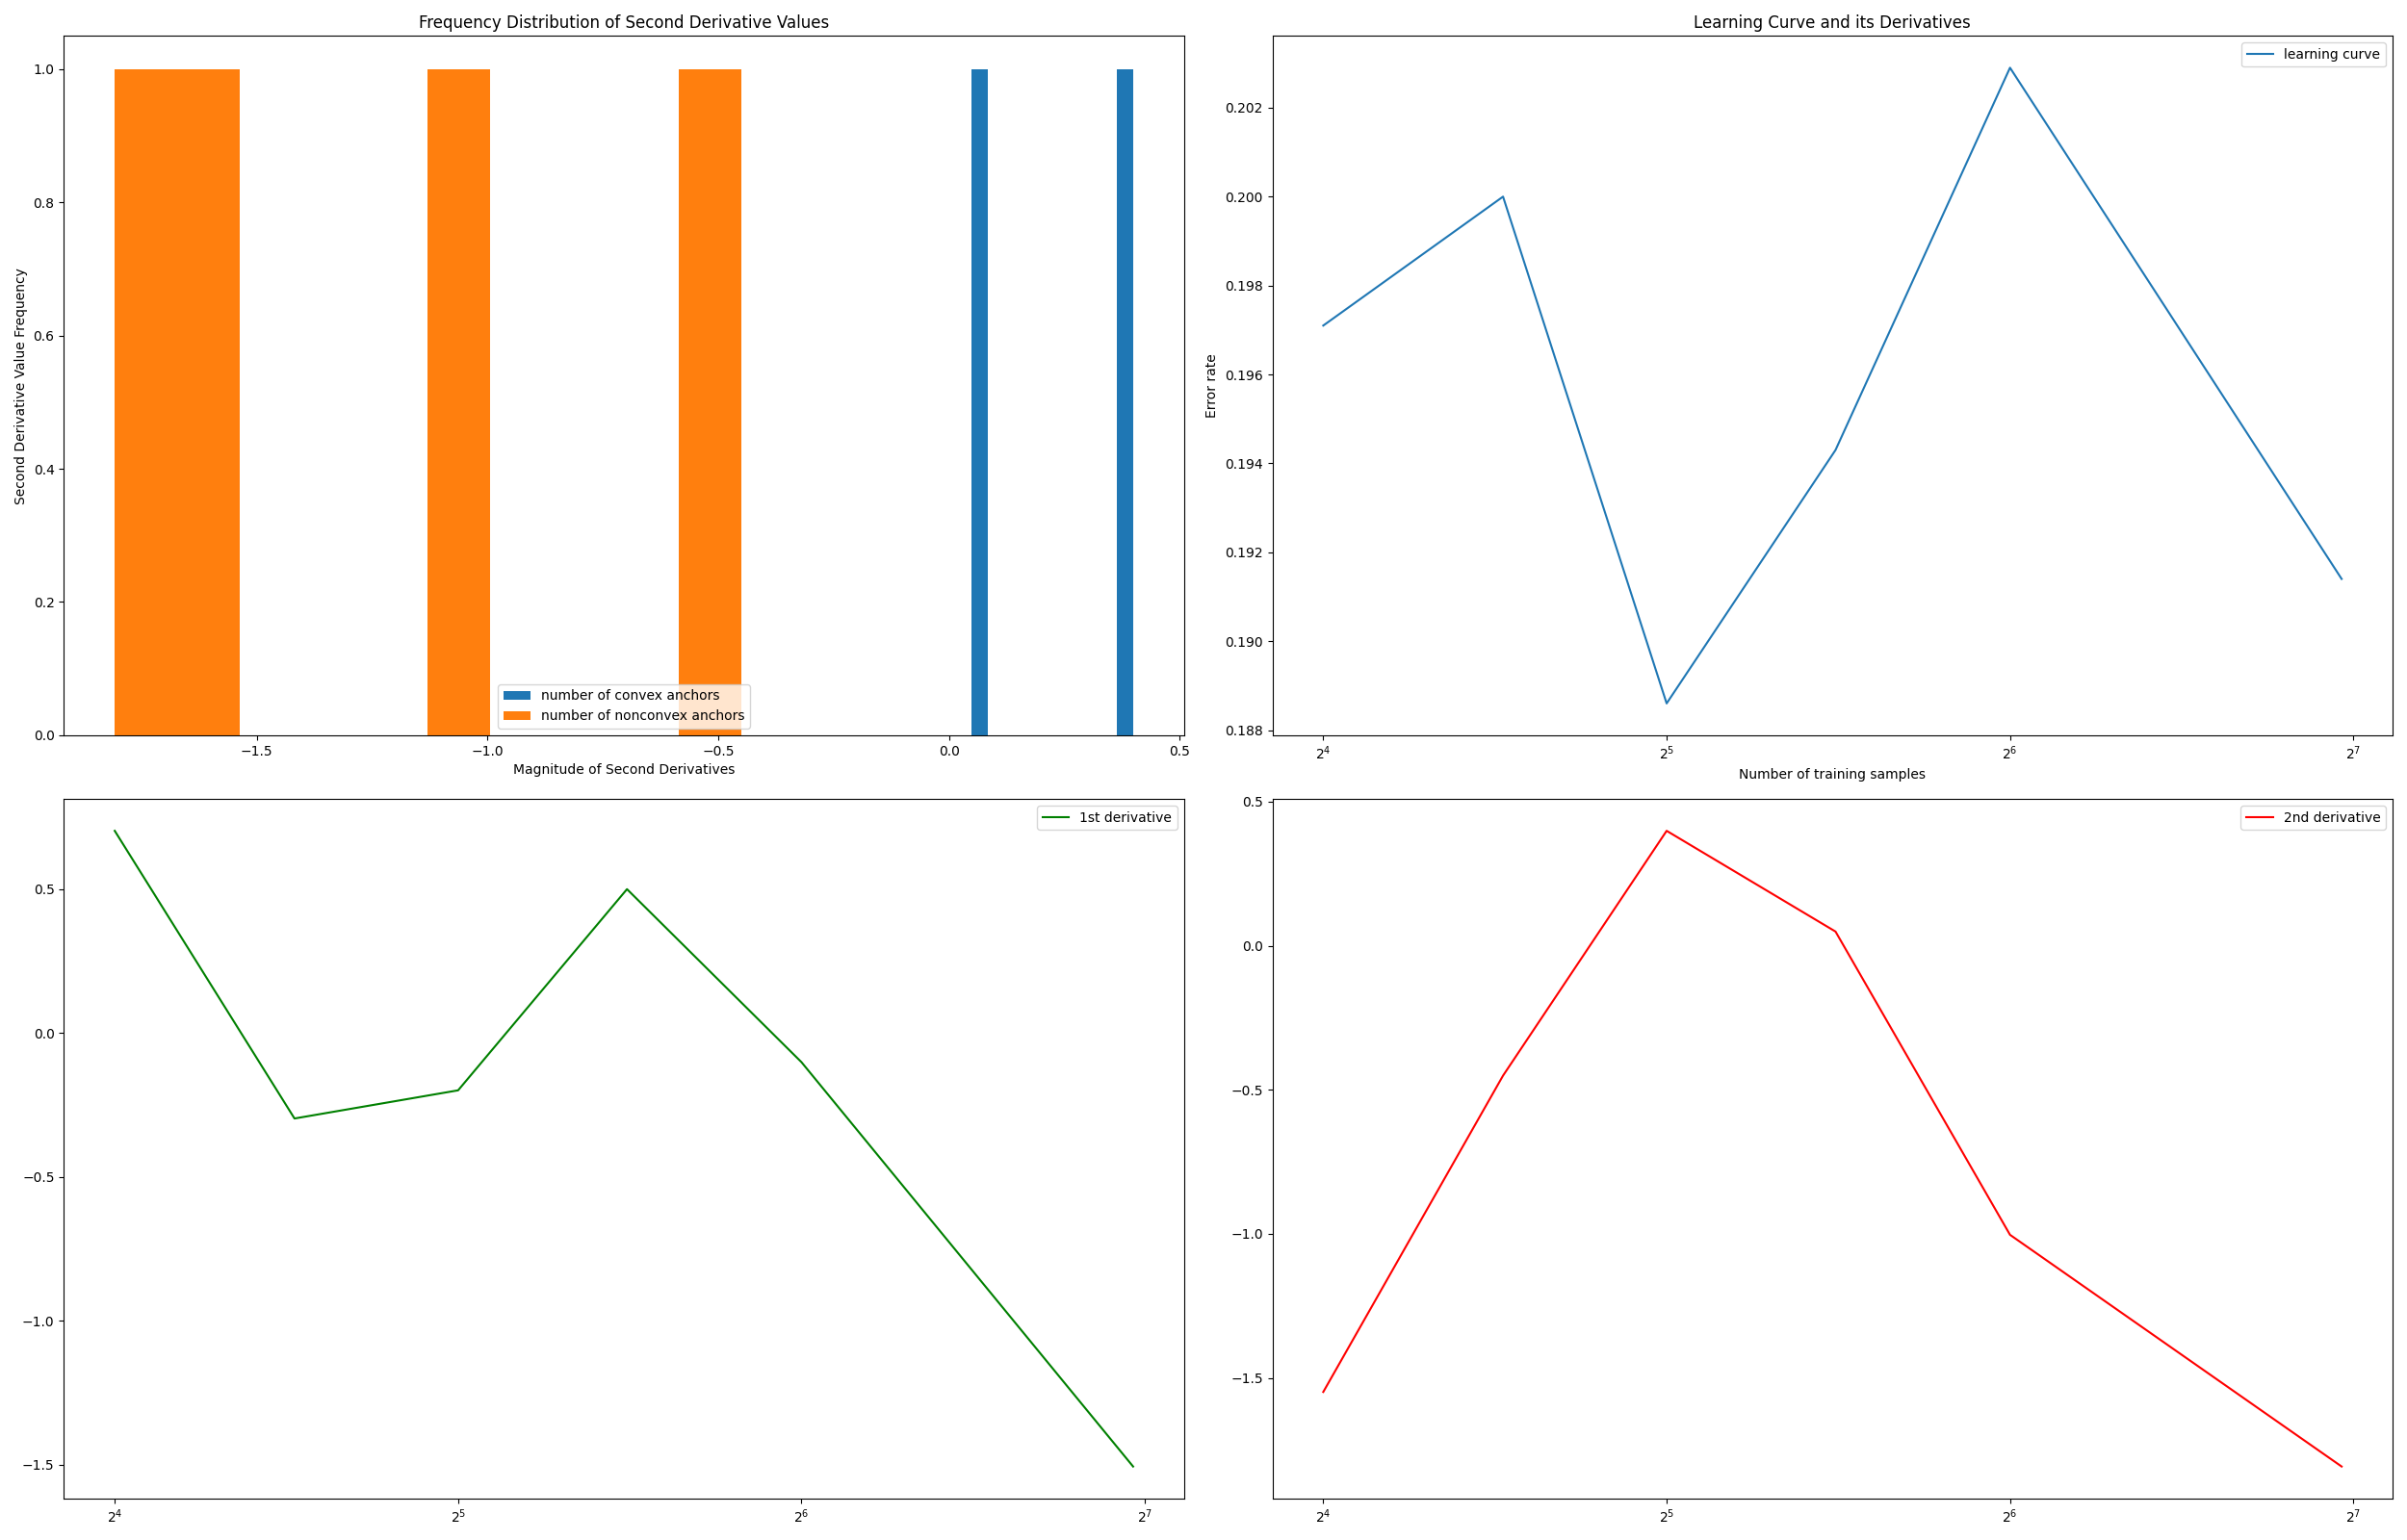 Frequency Distribution of Second Derivative Values
Second Derivative Value Frequency
1.0
0.8
0.6
0.4
0.2
0.0
number of convex anchors
number of nonconvex anchors
−1.5 −1.0 −0.5 0.0 0.5
Magnitude of Second Derivatives
Learning Curve and its Derivatives
learning curve
Error rate
0.202
0.200
0.198
0.196
0.194
0.192
0.190
0.188
2⁴ 2⁵ 2⁶ 2⁷
Number of training samples
1st derivative
0.5
0.0
−0.5
−1.0
−1.5
2⁴ 2⁵ 2⁶ 2⁷
2nd derivative
0.5
0.0
−0.5
−1.0
−1.5
2⁴ 2⁵ 2⁶ 2⁷